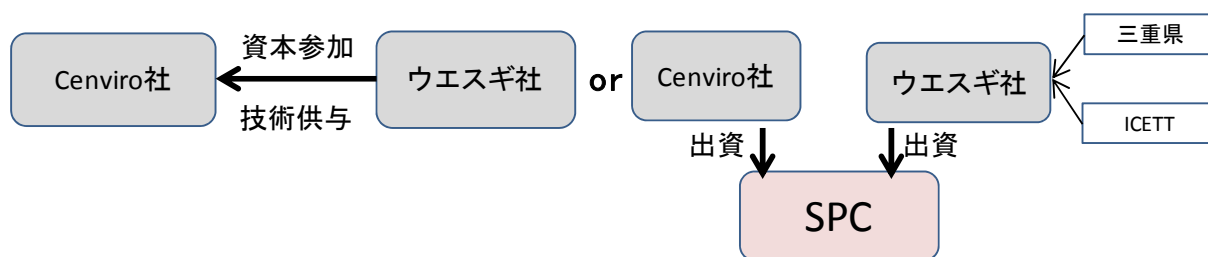 資本参加
Cenviro社
ウエスギ社
技術供与
or
Cenviro社
ウエスギ社
三重県
ICETT
出資
出資
SPC